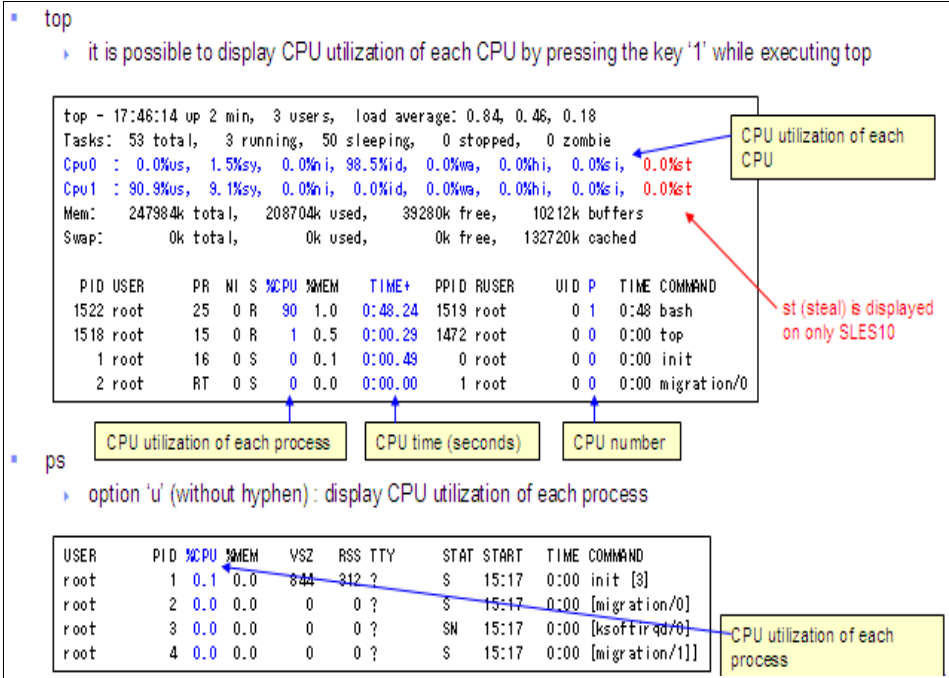 top
it is possible to display CPU utilization of each CPU by pressing the key ‘1’ while executing top
top - 17:46:14 up 2 min, 3 users, load average: 0.84, 0.46, 0.18
Tasks: 53 total, 3 running, 50 sleeping, 0 stopped, 0 zombie
Cpu0 : 0.0%us, 1.5%sy, 0.0%ni, 98.5%id, 0.0%wa, 0.0%hi, 0.0%si, 0.0%st
Cpu1 : 90.9%us, 9.1%sy, 0.0%ni, 0.0%id, 0.0%wa, 0.0%hi, 0.0%si, 0.0%st
Mem: 247984k total, 208704k used, 39280k free, 10212k buffers
Swap: 0k total, 0k used, 0k free, 132720k cached
CPU utilization of each
CPU
PID USER PR NI S %CPU %MEM TIME+ PPID RUSER UID P TIME COMMAND
1522 root 25 0 R 90 1.0 0:48.24 1519 root 0 1 0:48 bash
1518 root 15 0 R 1 0.5 0:00.29 1472 root 0 0 0:00 top
1 root 16 0 S 0 0.1 0:00.49 0 root 0 0 0:00 init
2 root RT 0 S 0 0.0 0:00.00 1 root 0 0 0:00 migration/0
st (steal) is displayed
on only SLES10
CPU utilization of each process
CPU time (seconds)
CPU number
ps
option ‘u’ (without hyphen) : display CPU utilization of each process
USER PID %CPU %MEM VSZ RSS TTY STAT START TIME COMMAND
root 1 0.1 0.0 844 312 ? S 15:17 0:00 init [3]
root 2 0.0 0.0 0 0 ? S 15:17 0:00 [migration/0]
root 3 0.0 0.0 0 0 ? SN 15:17 0:00 [ksoftirqd/0]
root 4 0.0 0.0 0 0 ? S 15:17 0:00 [migration/1]]
CPU utilization of each
process